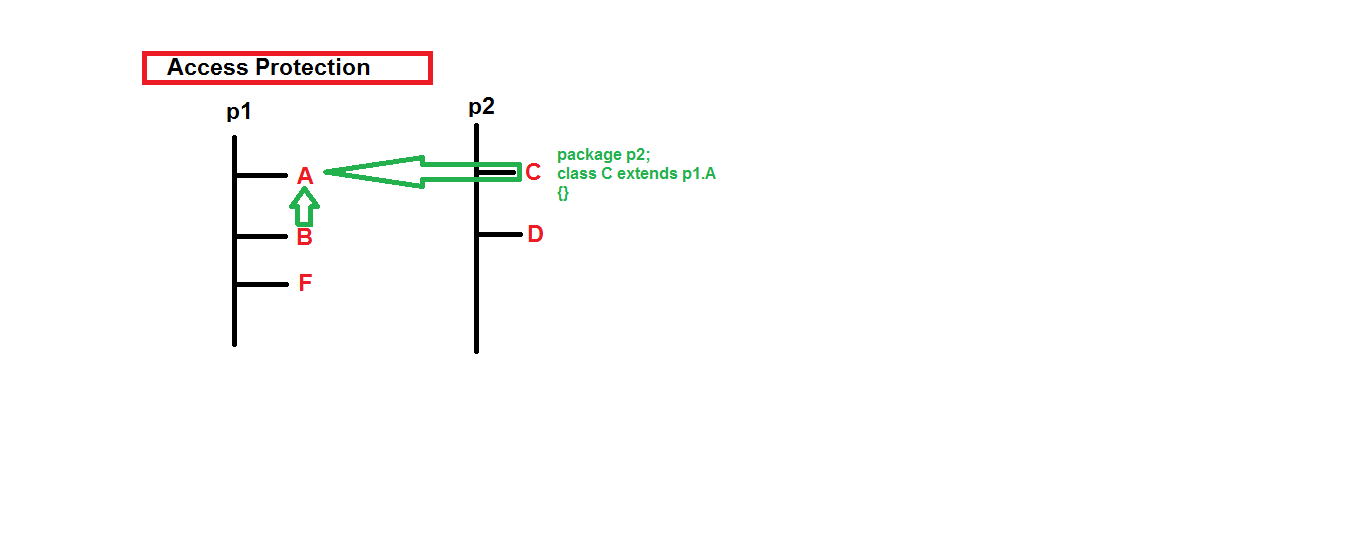 Access Protection
p1
p2
A
C
package p2;
class C extends p1.A
{}
B
D
F